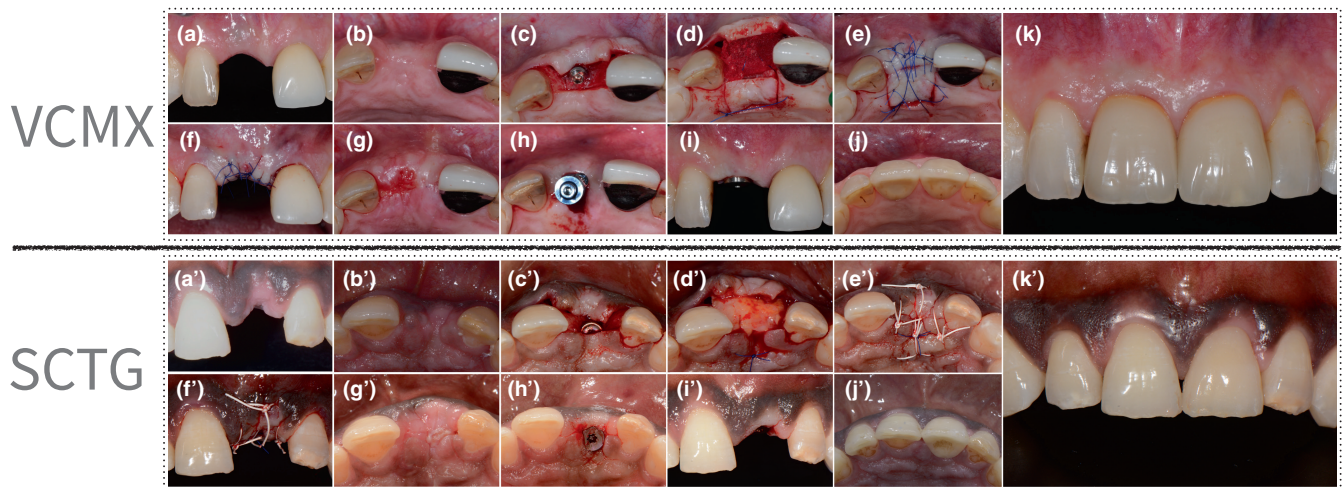 VCMX
(a) (b) (c) (d) (e) (k)
(f) (g) (h) (i) (j)
SCTG
(a’) (b’) (c’) (d’) (e’) (k’)
(f’) (g’) (h’) (i’) (j’)